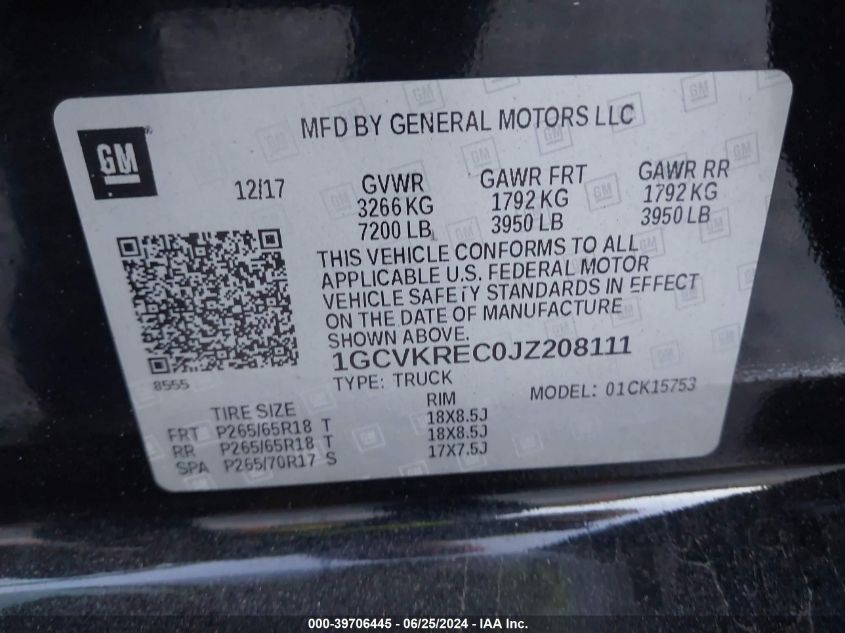 MFD BY GENERAL MOTORS LLC
GM
12/17
GVWR GAWR FRT GAWR RR
3266 KG 1792 KG 1792 KG
7200 LB 3950 LB 3950 LB
THIS VEHICLE CONFORMS TO ALL
APPLICABLE U.S. FEDERAL MOTOR
VEHICLE SAFETY STANDARDS IN EFFECT
ON THE DATE OF MANUFACTURE
SHOWN ABOVE.
1GCVKREC0JZ208111
8555
TYPE: TRUCK
MODEL: 01CK15753
TIRE SIZE RIM
FRT P265/65R18 T 18X8.5J
RR P265/65R18 T 18X8.5J
SPA P265/70R17 S 17X7.5J
000-39706445 - 06/25/2024 - IAA Inc.